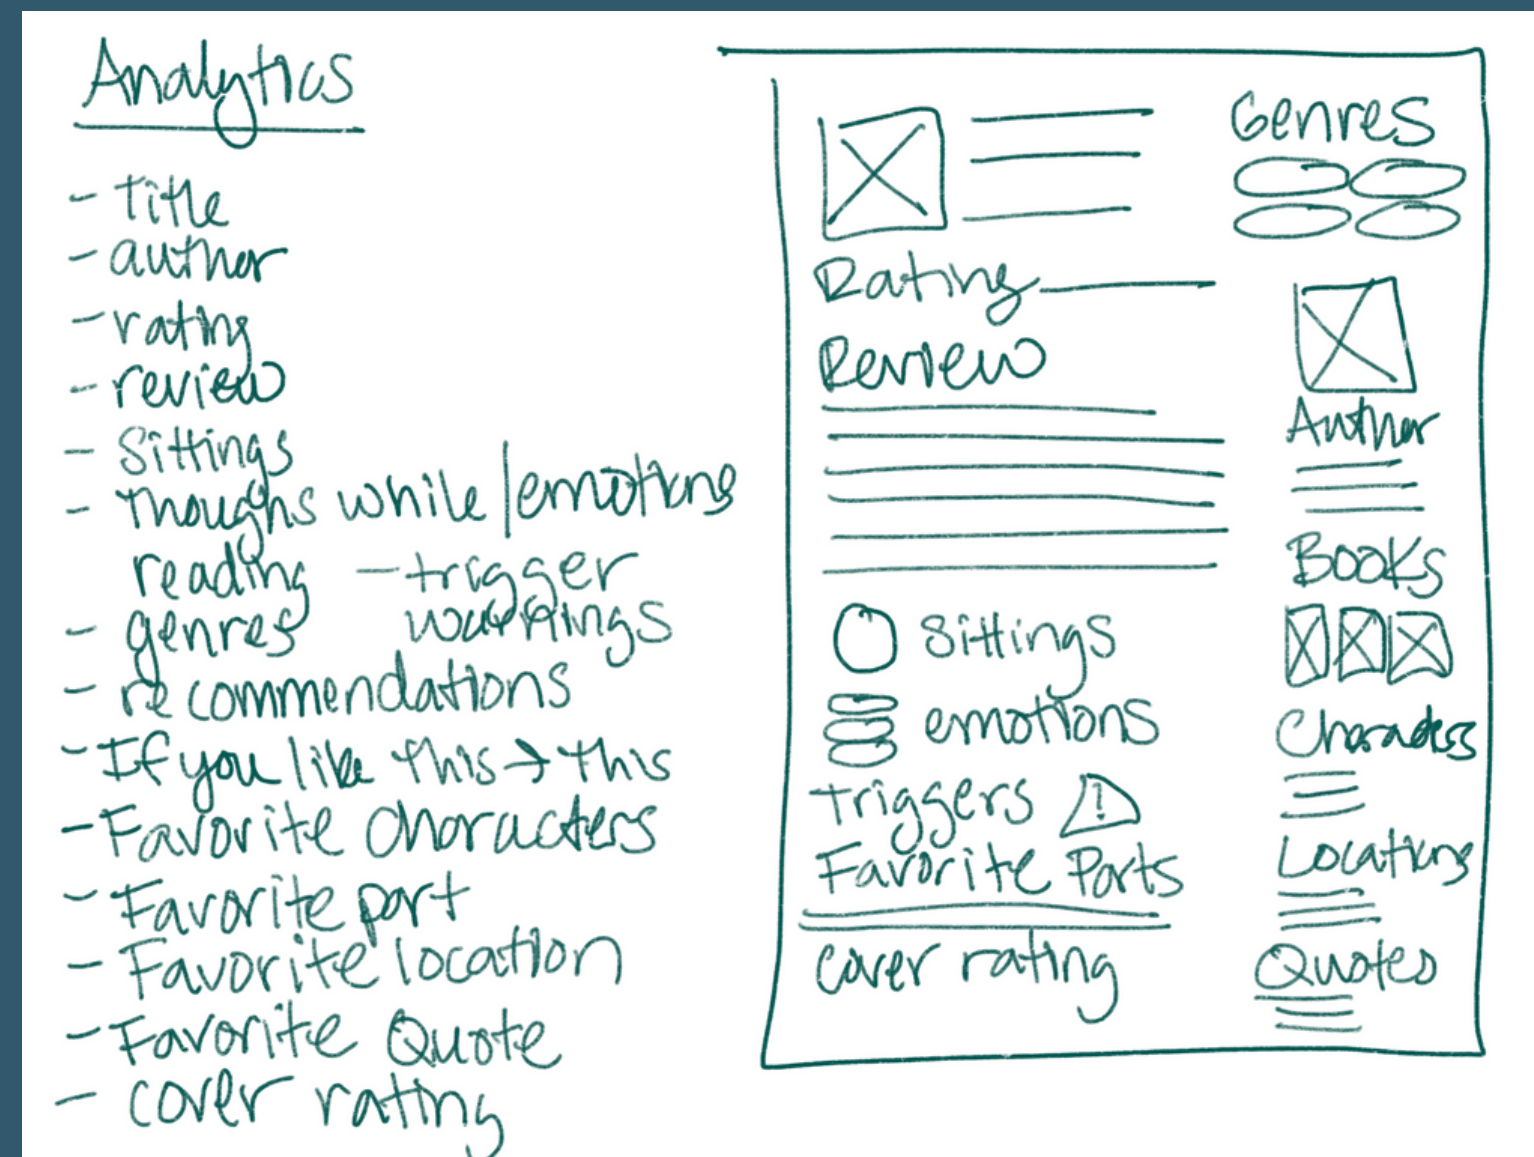 Analytics
- title
- author
- rating
- review
- Sittings
- Thoughs while /emotions
reading - trigger
warnings
- genres
- recommendations
- If you like this → this
- Favorite characters
- Favorite part
- Favorite location
- Favorite Quote
- cover rating
Genres
Rating
Review
Author
Books
Sittings
emotions
Characters
Triggers !
Favorite Parts
Locations
cover rating
Quotes